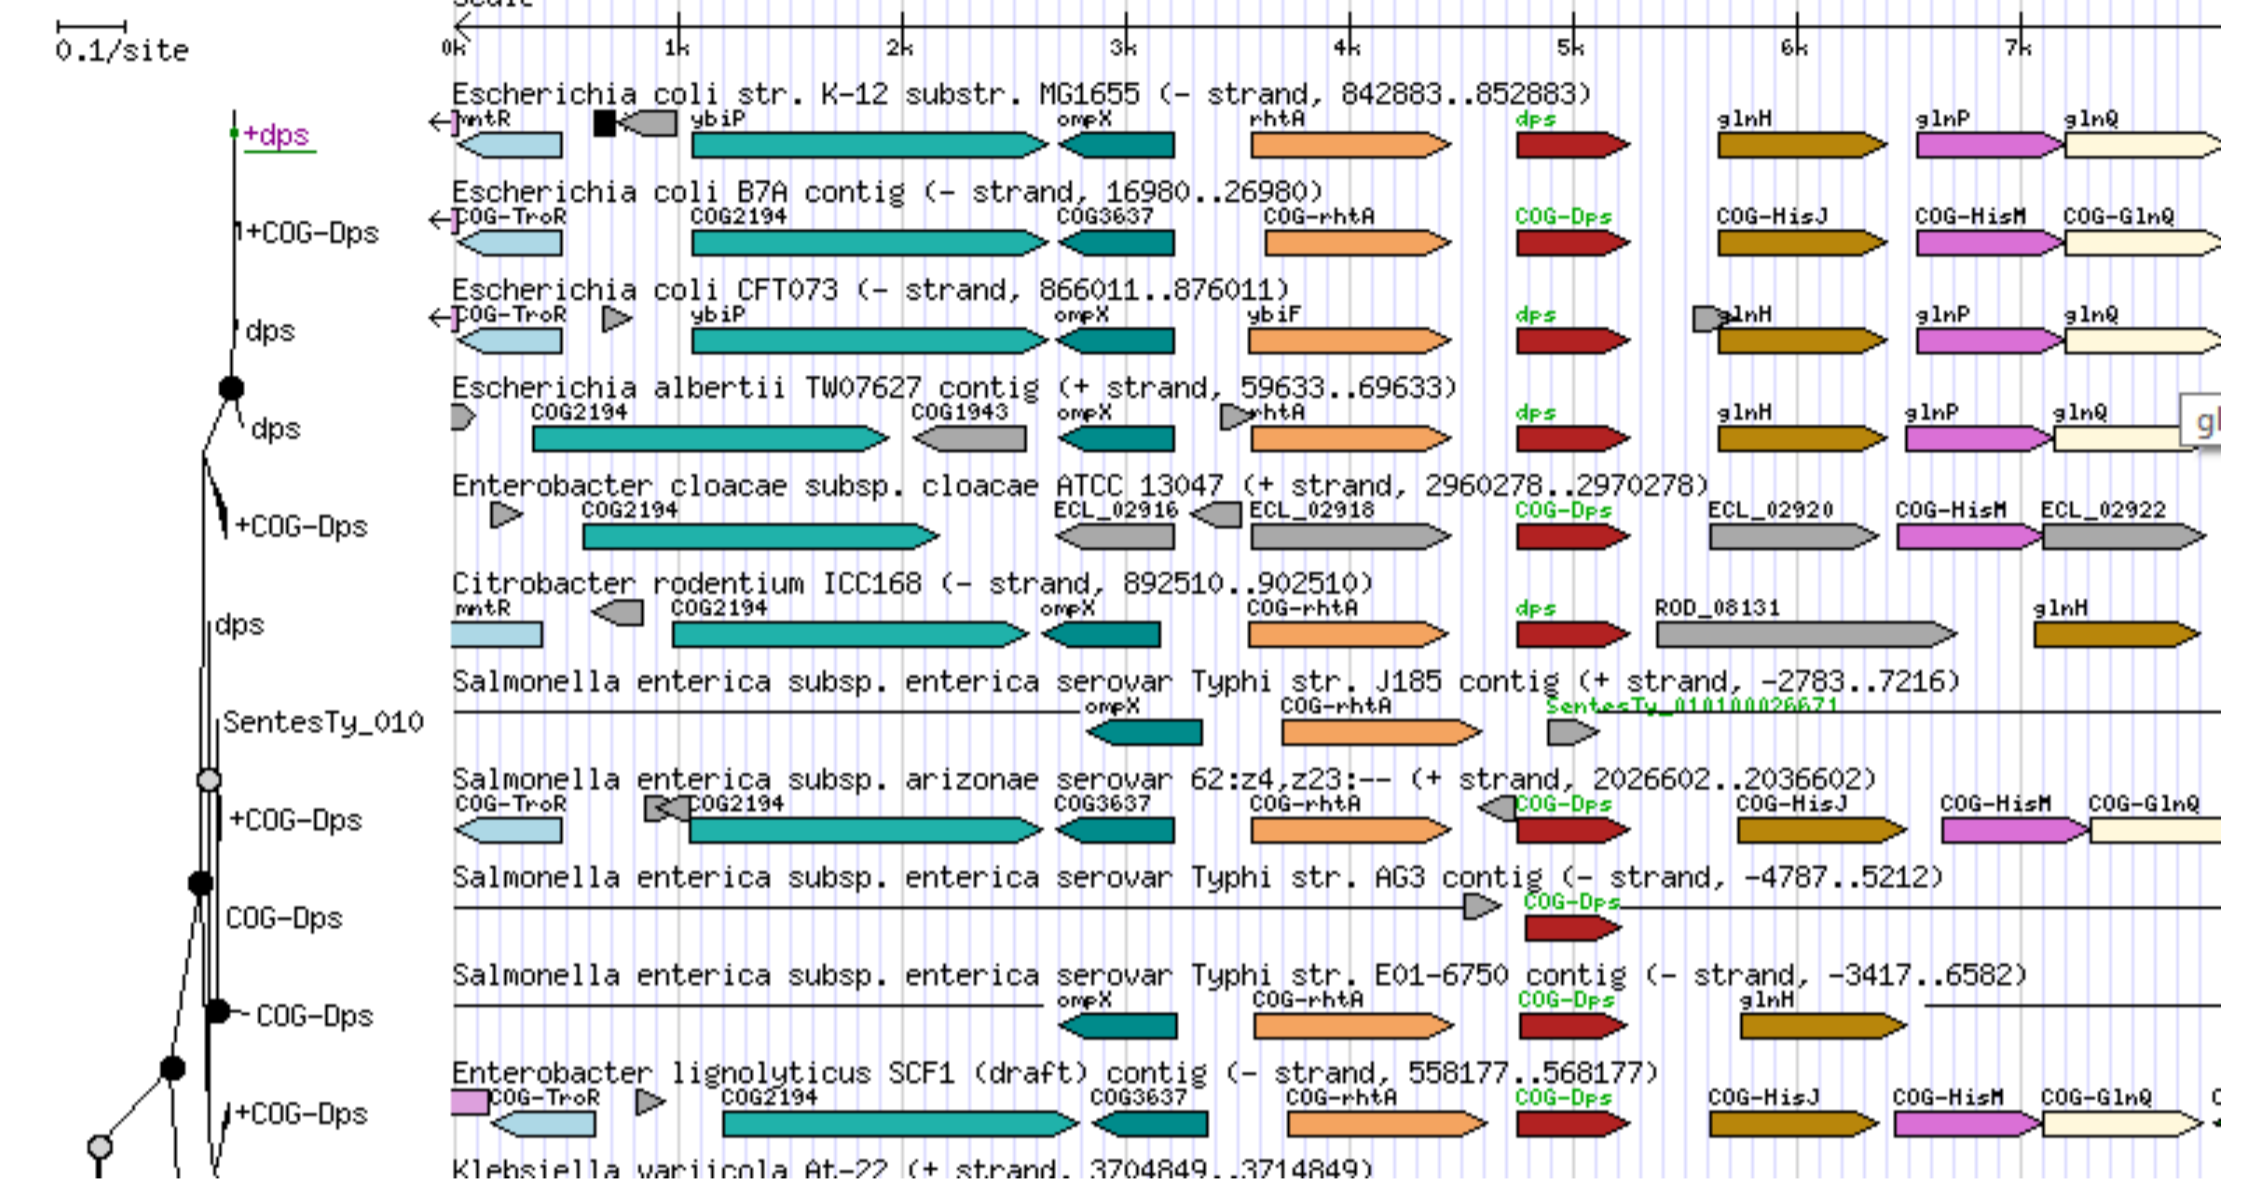 0.1/site
0k 1k 2k 3k 4k 5k 6k 7k
Escherichia coli str. K-12 substr. MG1655 (- strand, 842883..852883)
+dps
mntR ybiP ompX rhtA dps glnH glnP glnQ
Escherichia coli B7A contig (- strand, 16980..26980)
+COG-Dps
COG-TroR COG2194 COG3637 COG-rhtA COG-Dps COG-HisJ COG-HisM COG-GlnQ
Escherichia coli CFT073 (- strand, 866011..876011)
dps
COG-TroR ybiP ompX ybiF dps glnH glnP glnQ
Escherichia albertii TW07627 contig (+ strand, 59633..69633)
dps
COG2194 COG1943 ompX rhtA dps glnH glnP glnQ
Enterobacter cloacae subsp. cloacae ATCC 13047 (+ strand, 2960278..2970278)
+COG-Dps
COG2194 ECL_02916 ECL_02918 COG-Dps ECL_02920 COG-HisM ECL_02922
Citrobacter rodentium ICC168 (- strand, 892510..902510)
dps
mntR COG2194 ompX COG-rhtA dps ROD_08131 glnH
Salmonella enterica subsp. enterica serovar Typhi str. J185 contig (+ strand, -2783..7216)
SentesTy_010
ompX COG-rhtA SentesTy_010100026671
Salmonella enterica subsp. arizonae serovar 62:z4,z23:-- (+ strand, 2026602..2036602)
+COG-Dps
COG-TroR COG2194 COG3637 COG-rhtA COG-Dps COG-HisJ COG-HisM COG-GlnQ
Salmonella enterica subsp. enterica serovar Typhi str. AG3 contig (- strand, -4787..5212)
COG-Dps
COG-Dps
Salmonella enterica subsp. enterica serovar Typhi str. E01-6750 contig (- strand, -3417..6582)
COG-Dps
ompX COG-rhtA COG-Dps glnH
Enterobacter lignolyticus SCF1 (draft) contig (- strand, 558177..568177)
+COG-Dps
COG-TroR COG2194 COG3637 COG-rhtA COG-Dps COG-HisJ COG-HisM COG-GlnQ
Klebsiella variicola At-22 (+ strand, 3704849..3714849)